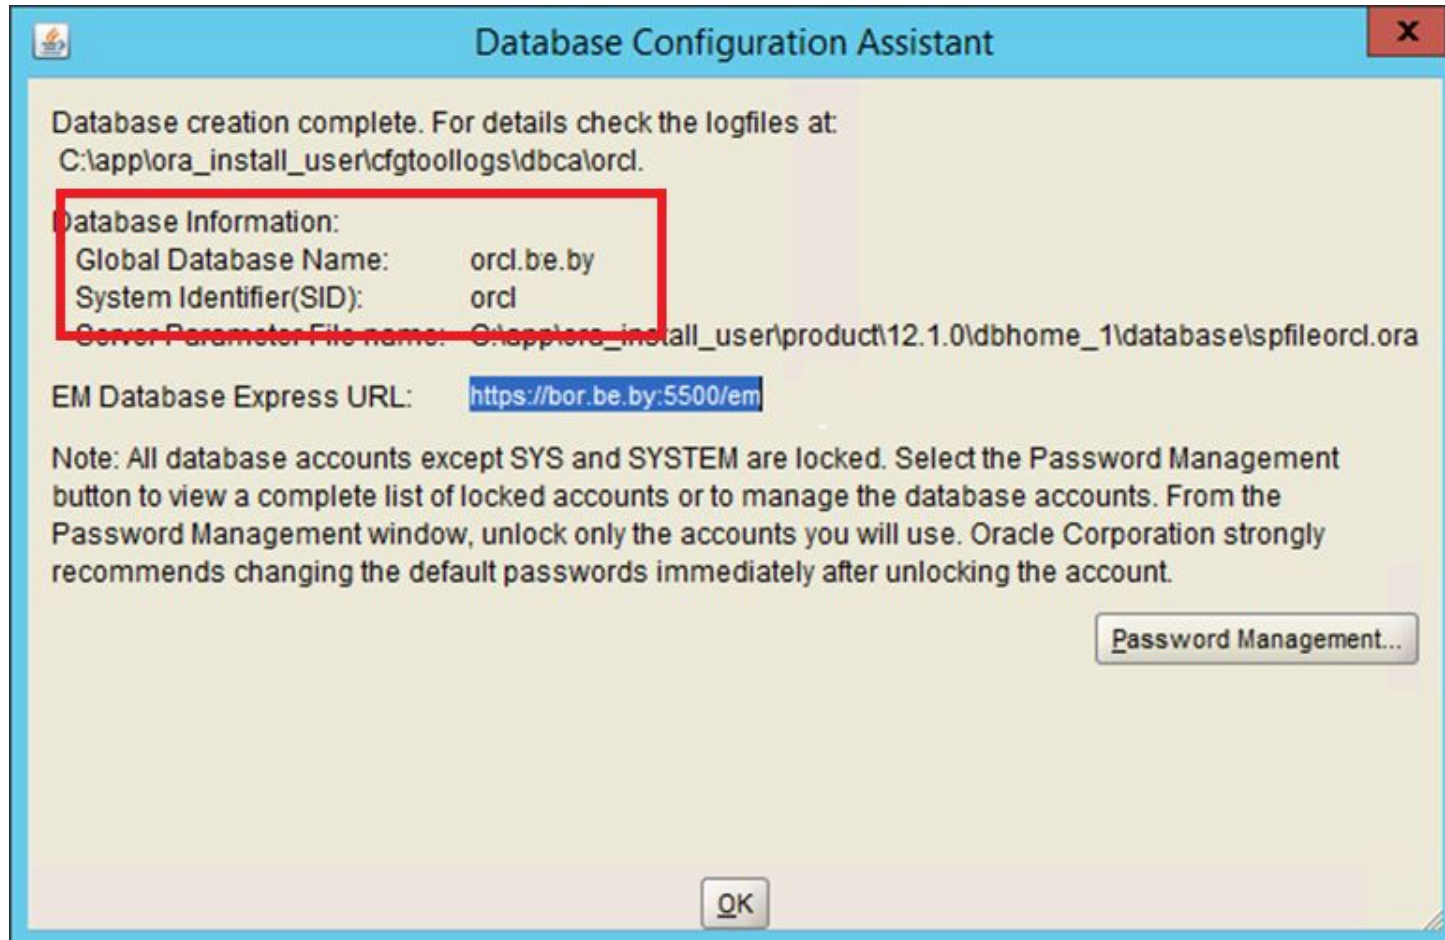 Database Configuration Assistant
x
Database creation complete. For details check the logfiles at:
C:\app\ora_install_user\cfgtoollogs\dbca\orcl.
Database Information:
Global Database Name: orcl.be.by
System Identifier(SID): orcl
Server Parameter File name: C:\app\ora_install_user\product\12.1.0\dbhome_1\database\spfileorcl.ora
EM Database Express URL: https://bor.be.by:5500/em
Note: All database accounts except SYS and SYSTEM are locked. Select the Password Management
button to view a complete list of locked accounts or to manage the database accounts. From the
Password Management window, unlock only the accounts you will use. Oracle Corporation strongly
recommends changing the default passwords immediately after unlocking the account.
Password Management...
OK